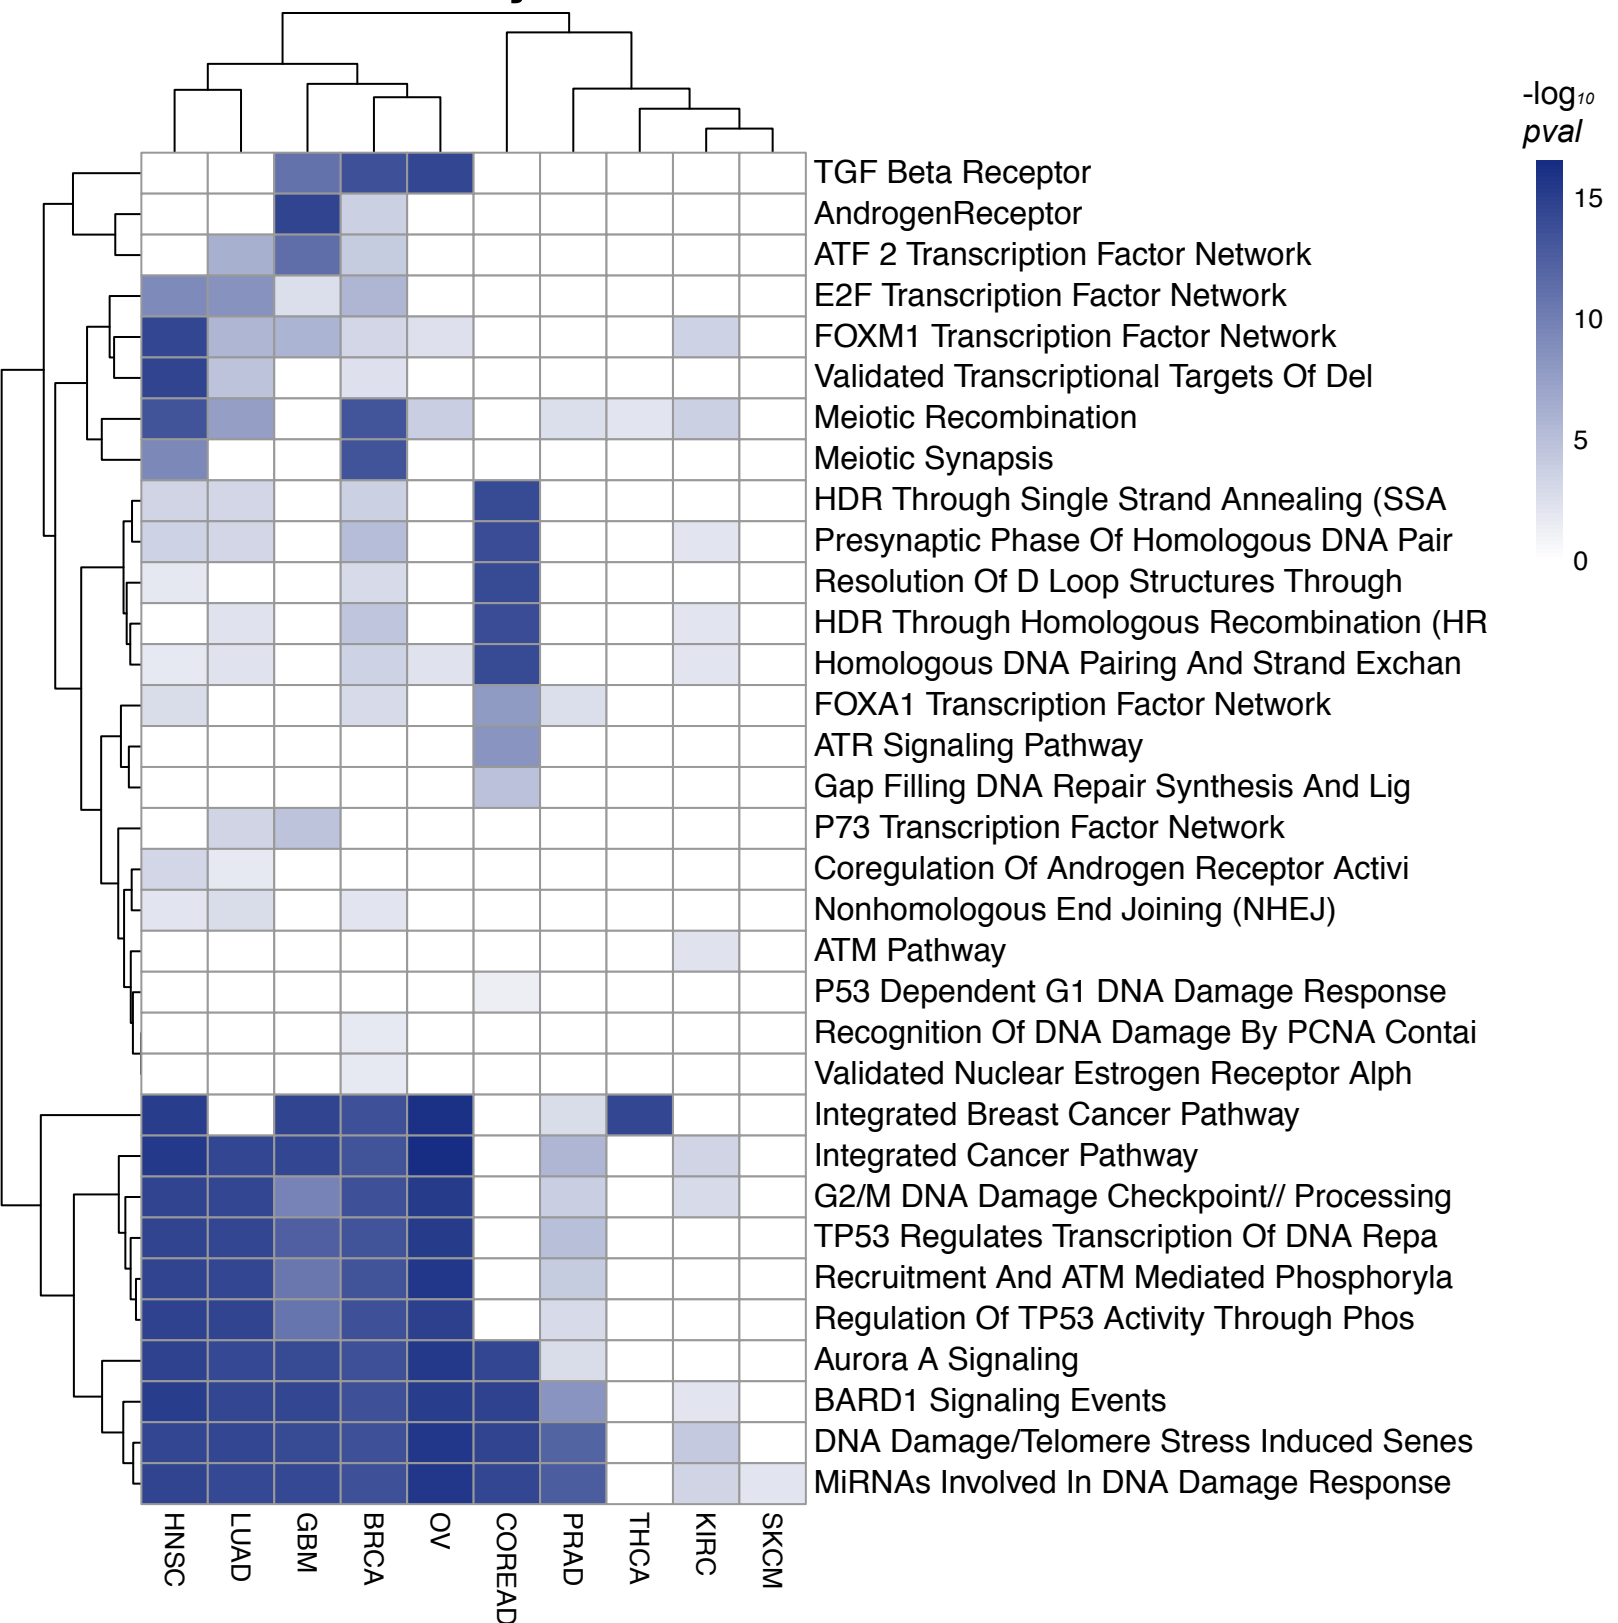 -log10
pval
15
10
5
0
TGF Beta Receptor
AndrogenReceptor
ATF 2 Transcription Factor Network
E2F Transcription Factor Network
FOXM1 Transcription Factor Network
Validated Transcriptional Targets Of Del
Meiotic Recombination
Meiotic Synapsis
HDR Through Single Strand Annealing (SSA
Presynaptic Phase Of Homologous DNA Pair
Resolution Of D Loop Structures Through
HDR Through Homologous Recombination (HR
Homologous DNA Pairing And Strand Exchan
FOXA1 Transcription Factor Network
ATR Signaling Pathway
Gap Filling DNA Repair Synthesis And Lig
P73 Transcription Factor Network
Coregulation Of Androgen Receptor Activi
Nonhomologous End Joining (NHEJ)
ATM Pathway
P53 Dependent G1 DNA Damage Response
Recognition Of DNA Damage By PCNA Contai
Validated Nuclear Estrogen Receptor Alph
Integrated Breast Cancer Pathway
Integrated Cancer Pathway
G2/M DNA Damage Checkpoint// Processing
TP53 Regulates Transcription Of DNA Repa
Recruitment And ATM Mediated Phosphoryla
Regulation Of TP53 Activity Through Phos
Aurora A Signaling
BARD1 Signaling Events
DNA Damage/Telomere Stress Induced Senes
MiRNAs Involved In DNA Damage Response
HNSC
LUAD
GBM
BRCA
OV
COREAD
PRAD
THCA
KIRC
SKCM